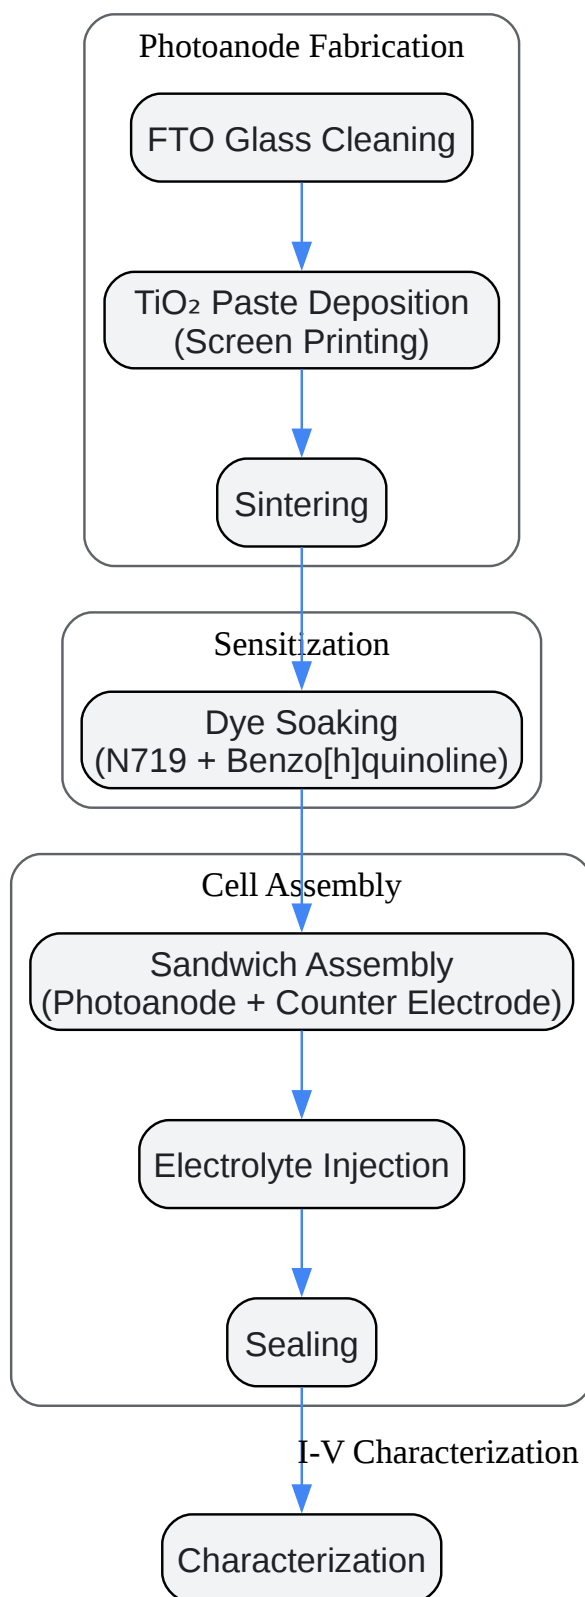 Photoanode Fabrication
FTO Glass Cleaning
TiO₂ Paste Deposition
(Screen Printing)
Sintering
Sensitization
Dye Soaking
(N719 + Benzo[h]quinoline)
Cell Assembly
Sandwich Assembly
(Photoanode + Counter Electrode)
Electrolyte Injection
Sealing
I-V Characterization
Characterization